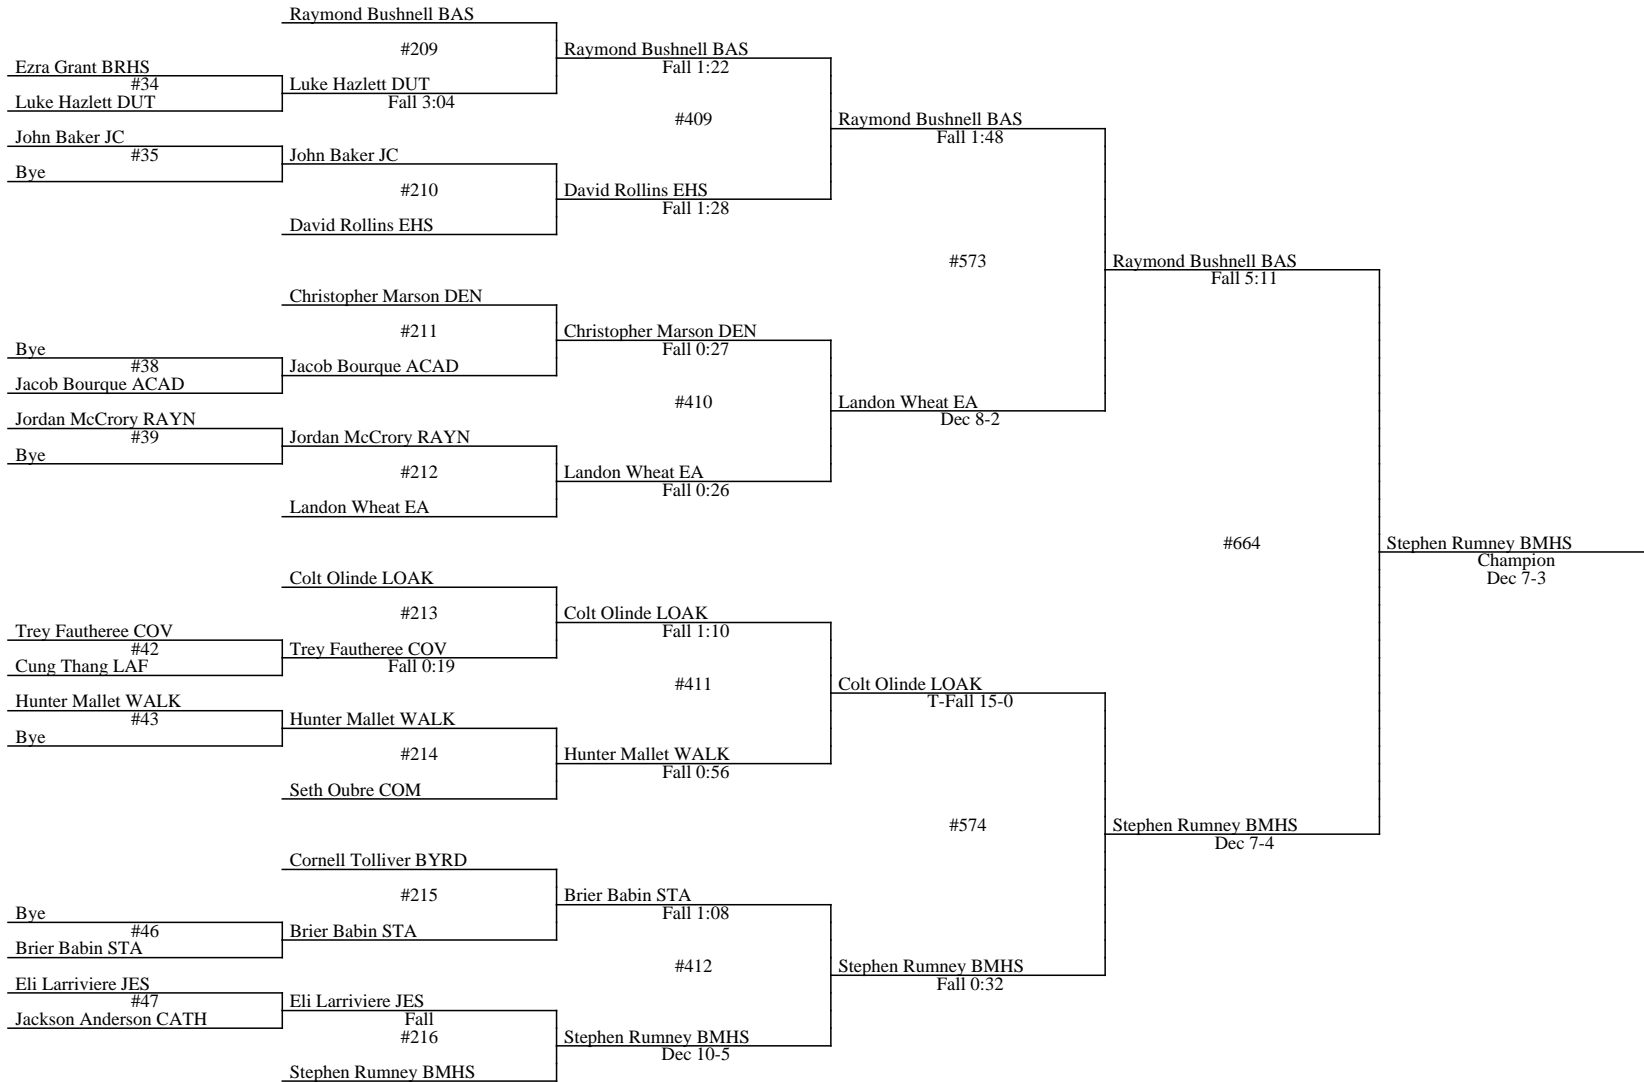 Raymond Bushnell BAS
#209
Raymond Bushnell BAS
Fall 1:22
Ezra Grant BRHS
#34
Luke Hazlett DUT
Luke Hazlett DUT
Fall 3:04
#409
Raymond Bushnell BAS
Fall 1:48
John Baker JC
#35
Bye
John Baker JC
#210
David Rollins EHS
Fall 1:28
David Rollins EHS
#573
Raymond Bushnell BAS
Fall 5:11
Christopher Marson DEN
#211
Christopher Marson DEN
Fall 0:27
Bye
#38
Jacob Bourque ACAD
Jacob Bourque ACAD
#410
Landon Wheat EA
Dec 8-2
Jordan McCrory RAYN
#39
Bye
Jordan McCrory RAYN
#212
Landon Wheat EA
Fall 0:26
Landon Wheat EA
#664
Stephen Rumney BMHS
Champion
Dec 7-3
Colt Olinde LOAK
#213
Colt Olinde LOAK
Fall 1:10
Trey Fautheree COV
#42
Cung Thang LAF
Trey Fautheree COV
Fall 0:19
#411
Colt Olinde LOAK
T-Fall 15-0
Hunter Mallet WALK
#43
Bye
Hunter Mallet WALK
#214
Hunter Mallet WALK
Fall 0:56
Seth Oubre COM
#574
Stephen Rumney BMHS
Dec 7-4
Cornell Tolliver BYRD
#215
Brier Babin STA
Fall 1:08
Bye
#46
Brier Babin STA
Brier Babin STA
#412
Stephen Rumney BMHS
Fall 0:32
Eli Larriviere JES
#47
Jackson Anderson CATH
Eli Larriviere JES
Fall
#216
Stephen Rumney BMHS
Dec 10-5
Stephen Rumney BMHS